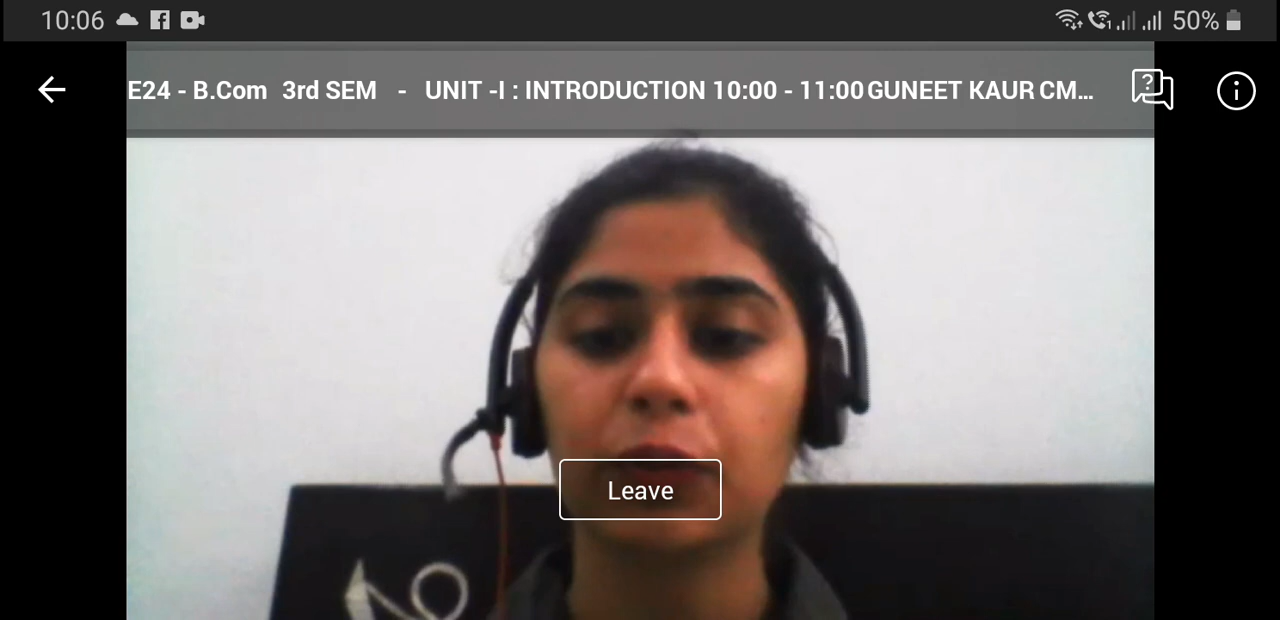 10:06 50%
E24 - B.Com 3rd SEM - UNIT -I : INTRODUCTION 10:00 - 11:00 GUNEET KAUR CM...
Leave